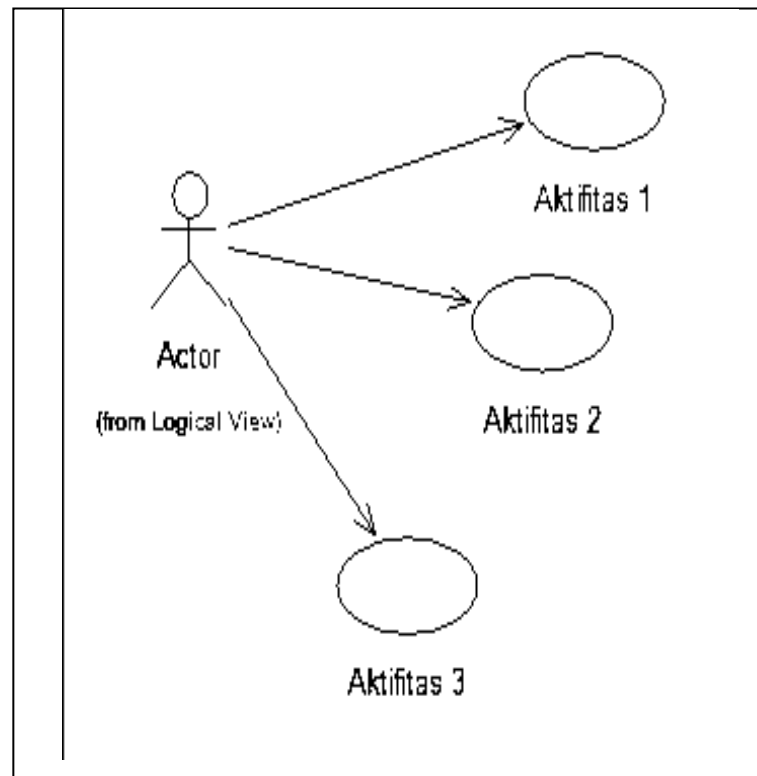 Aktifitas 1
Actor
(from Logical View)
Aktifitas 2
Aktifitas 3